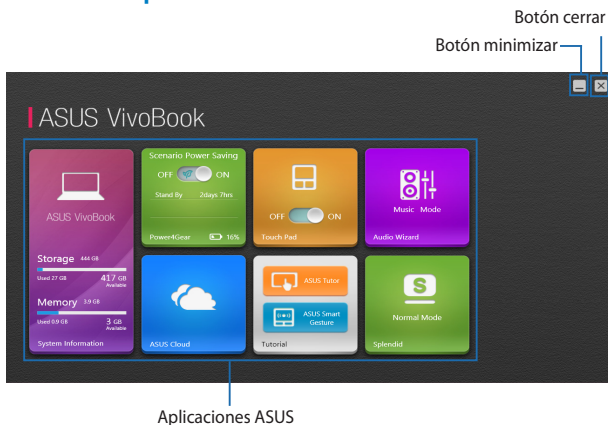 Botón cerrar
Botón minimizar
ASUS VivoBook
ASUS VivoBook
Storage 444 GB
Used 27 GB 417 GB
Available
Memory 3.9 GB
Used 0.9 GB 3 GB
Available
System Information
Scenario Power Saving
OFF ON
Stand By 2days 7hrs
Power4Gear 16%
OFF ON
Touch Pad
Music Mode
Audio Wizard
ASUS Cloud
ASUS Tutor
ASUS Smart
Gesture
Tutorial
S
Normal Mode
Splendid
Aplicaciones ASUS